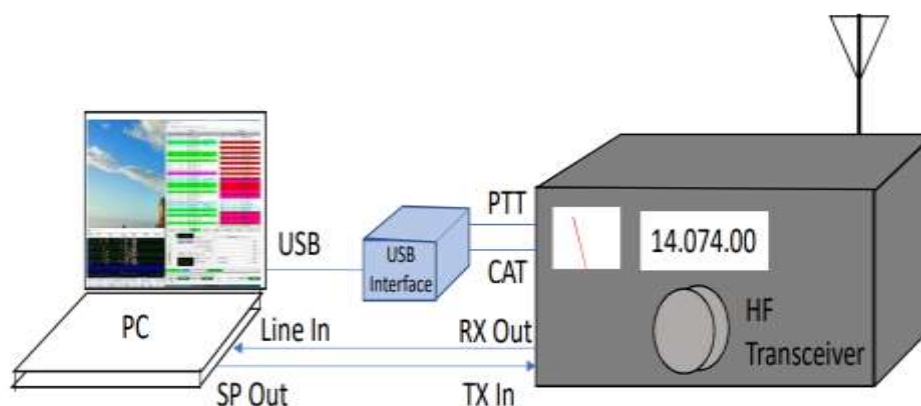 PTT
14.074.00
USB
USB
Interface
CAT
PC
Line In
RX Out
HF
Transceiver
SP Out
TX In